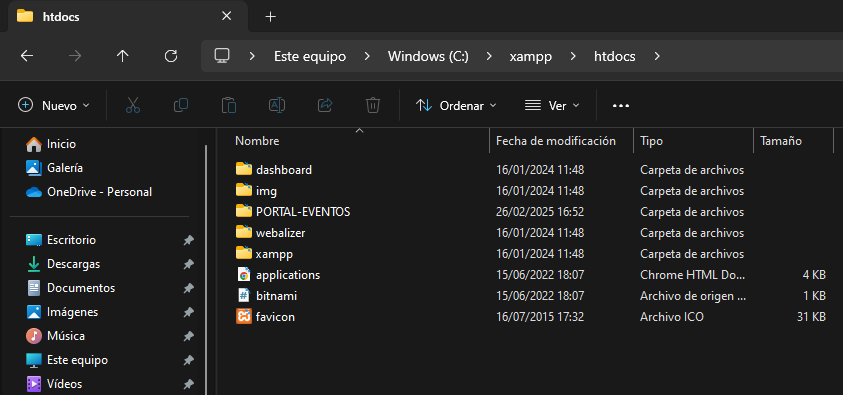 htdocs
Este equipo Windows (C:) xampp htdocs
Nuevo Ordenar Ver
Inicio
Galería
OneDrive - Personal
Escritorio
Descargas
Documentos
Imágenes
Música
Este equipo
Vídeos
Nombre Fecha de modificación Tipo Tamaño
dashboard 16/01/2024 11:48 Carpeta de archivos
img 16/01/2024 11:48 Carpeta de archivos
PORTAL-EVENTOS 26/02/2025 16:52 Carpeta de archivos
webalizer 16/01/2024 11:48 Carpeta de archivos
xampp 16/01/2024 11:48 Carpeta de archivos
applications 15/06/2022 18:07 Chrome HTML Do... 4 KB
bitnami 15/06/2022 18:07 Archivo de origen ... 1 KB
favicon 16/07/2015 17:32 Archivo ICO 31 KB